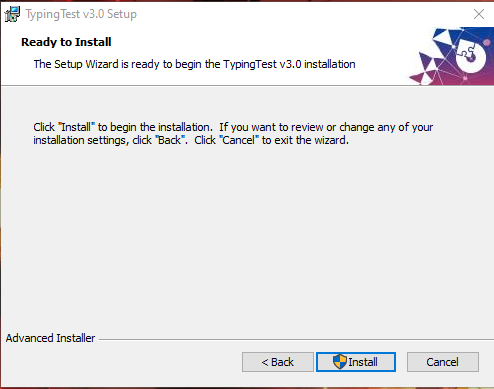 TypingTest v3.0 Setup
Ready to Install
The Setup Wizard is ready to begin the TypingTest v3.0 installation
Click "Install" to begin the installation.  If you want to review or change any of your
installation settings, click "Back".  Click "Cancel" to exit the wizard.
Advanced Installer
< Back
Install
Cancel